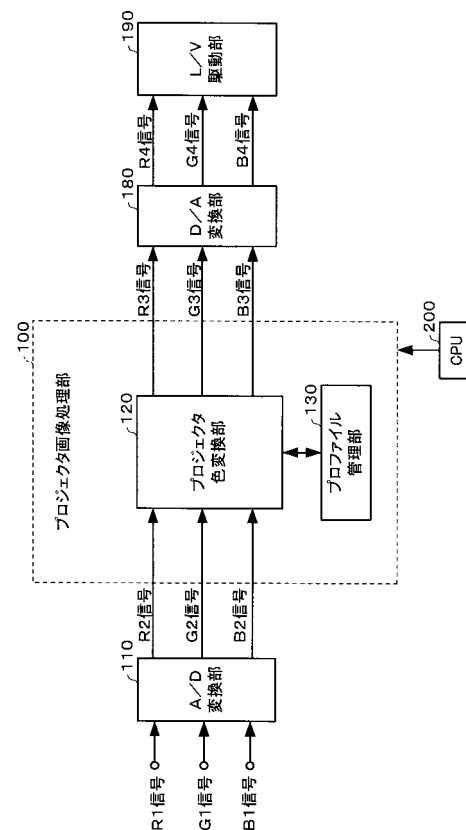 R1信号
G1信号
B1信号
110
A/D
変換部
R2信号
G2信号
B2信号
100
プロジェクタ画像処理部
120
プロジェクタ
色変換部
130
プロファイル
管理部
200
CPU
R3信号
G3信号
B3信号
180
D/A
変換部
R4信号
G4信号
B4信号
190
L/V
駆動部